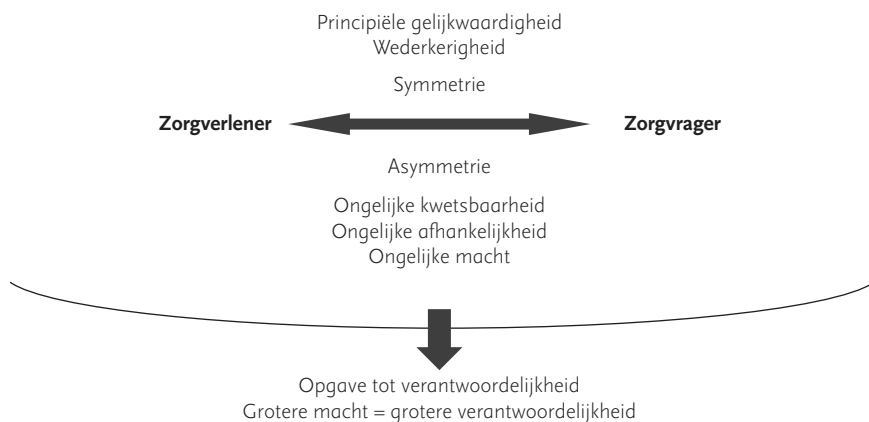 Principiële gelijkwaardigheid
Wederkerigheid
Symmetrie
Zorgverlener Zorgvrager
Asymmetrie
Ongelijke kwetsbaarheid
Ongelijke afhankelijkheid
Ongelijke macht
Opgave tot verantwoordelijkheid
Grotere macht = grotere verantwoordelijkheid